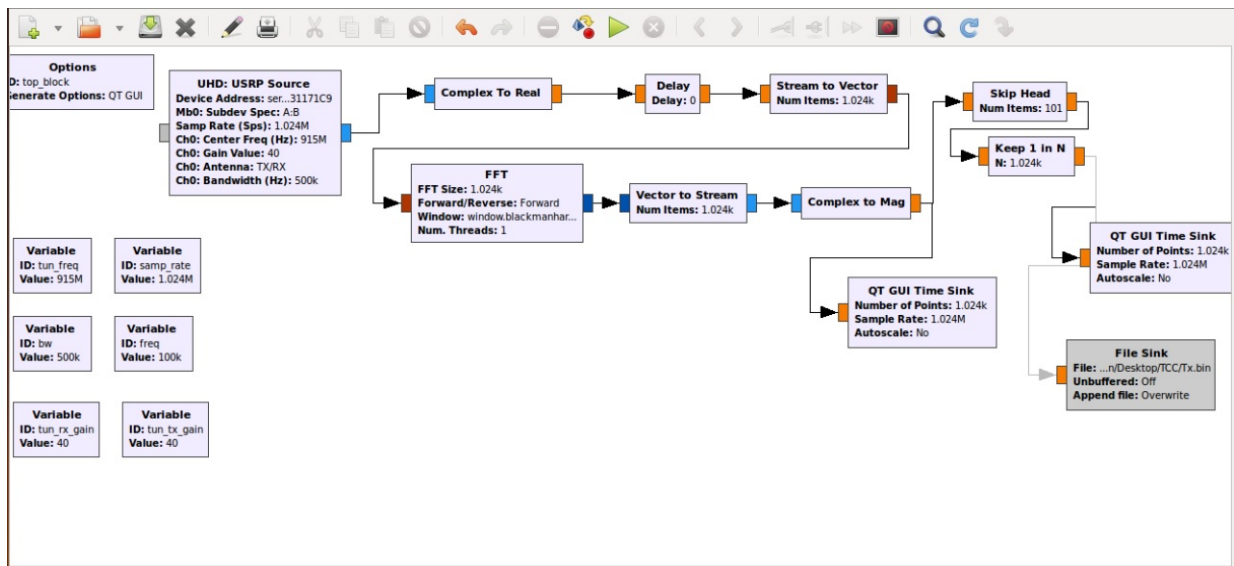 Options
D: top_block
Generate Options: QT GUI
UHD: USRP Source
Device Address: ser...31171C9
Mb0: Subdev Spec: A:B
Samp Rate (Sps): 1.024M
Ch0: Center Freq (Hz): 915M
Ch0: Gain Value: 40
Ch0: Antenna: TX/RX
Ch0: Bandwidth (Hz): 500k
Complex To Real
Delay
Delay: 0
Stream to Vector
Num Items: 1.024k
Skip Head
Num Items: 101
Keep 1 in N
N: 1.024k
FFT
FFT Size: 1.024k
Forward/Reverse: Forward
Window: window.blackmanhar...
Num. Threads: 1
Vector to Stream
Num Items: 1.024k
Complex to Mag
QT GUI Time Sink
Number of Points: 1.024k
Sample Rate: 1.024M
Autoscale: No
QT GUI Time Sink
Number of Points: 1.024k
Sample Rate: 1.024M
Autoscale: No
File Sink
File: ...n/Desktop/TCC/Tx.bin
Unbuffered: Off
Append file: Overwrite
Variable
ID: tun_freq
Value: 915M
Variable
ID: samp_rate
Value: 1.024M
Variable
ID: bw
Value: 500k
Variable
ID: freq
Value: 100k
Variable
ID: tun_rx_gain
Value: 40
Variable
ID: tun_tx_gain
Value: 40